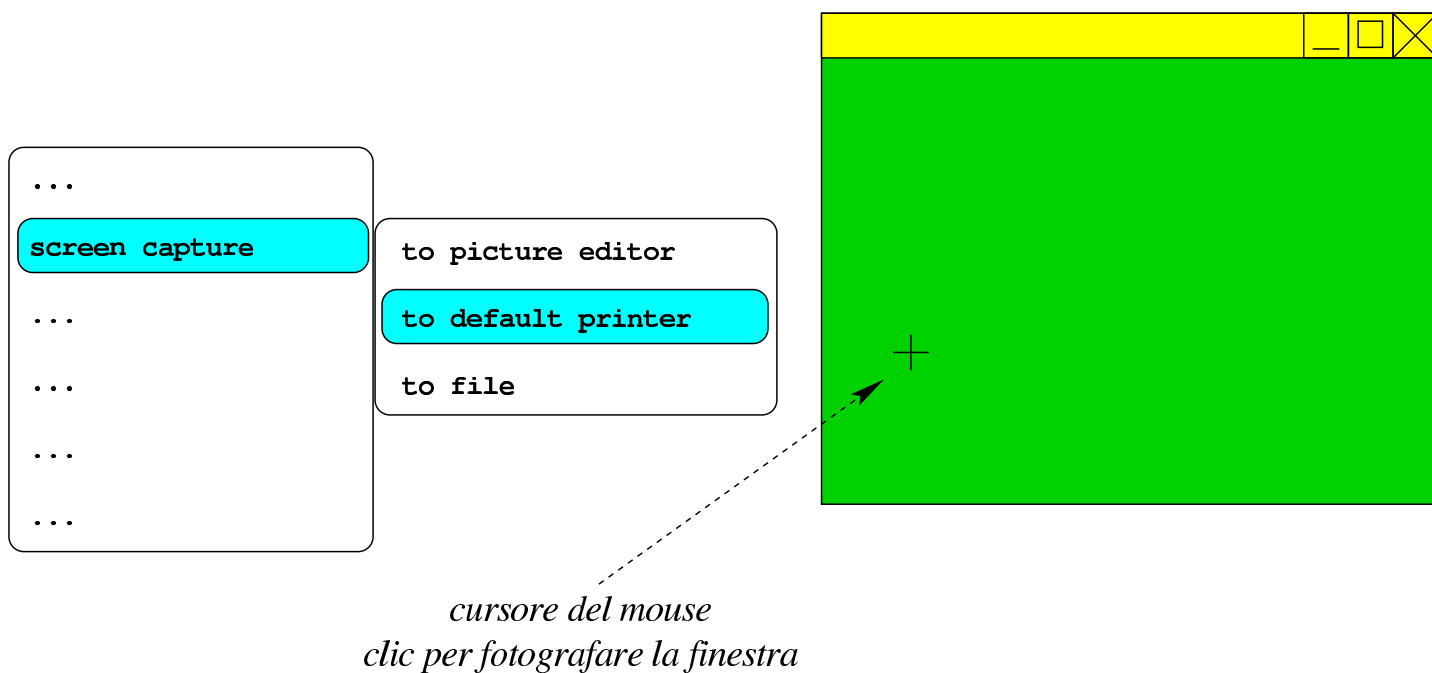 ...
screen capture
...
...
...
...
to picture editor
to default printer
to file
cursore del mouse
clic per fotografare la finestra